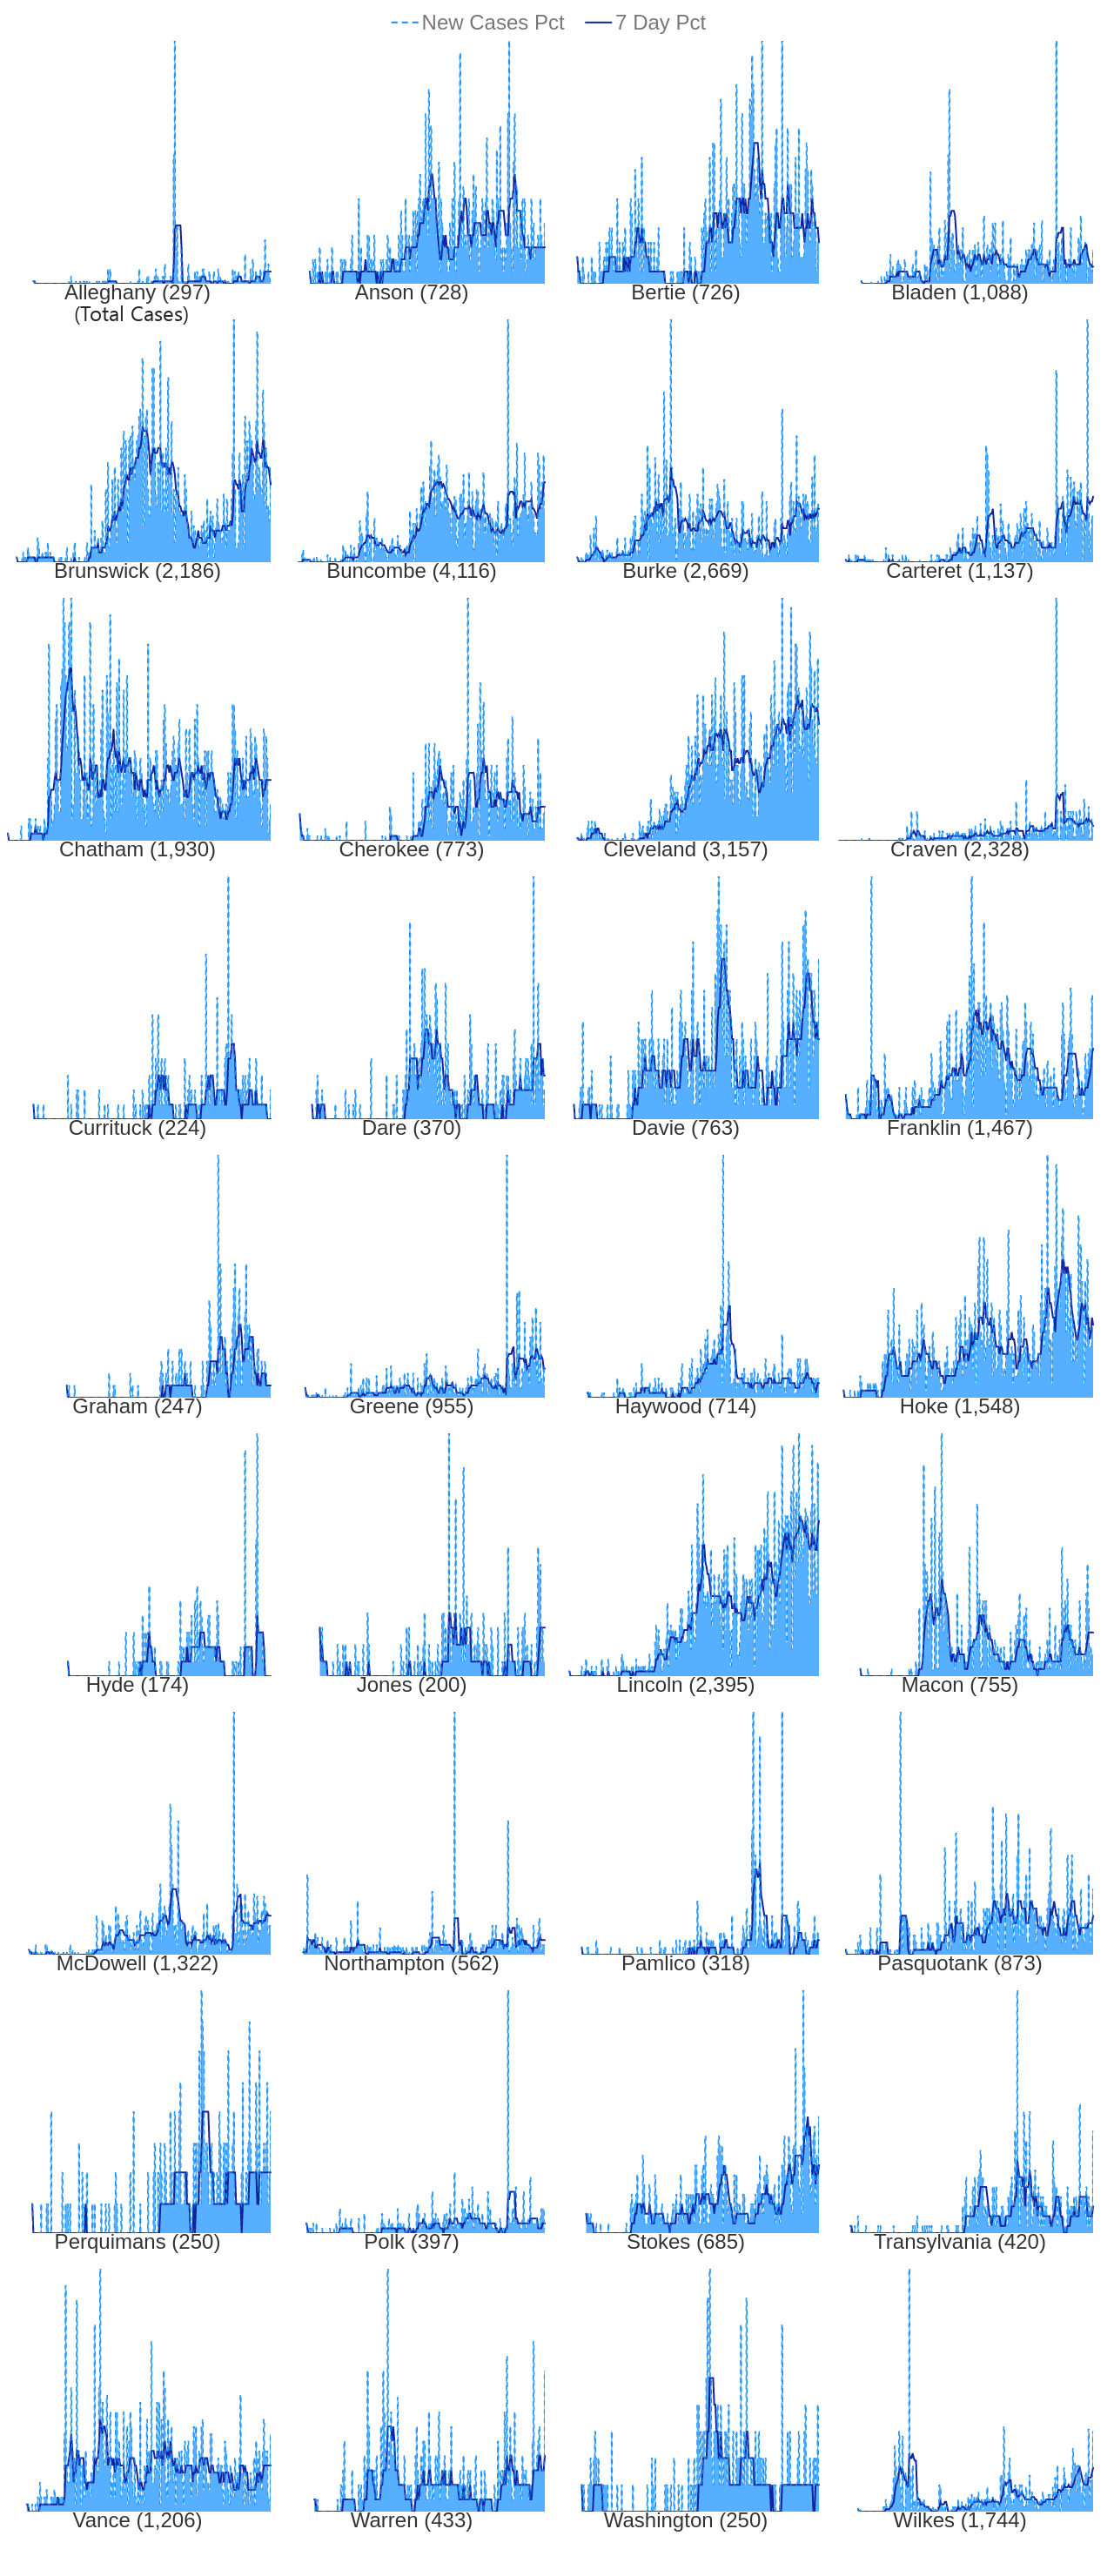 New Cases Pct 7 Day Pct
Alleghany (297) Anson (728) Bertie (726) Bladen (1,088)
(Total Cases)
Brunswick (2,186) Buncombe (4,116) Burke (2,669) Carteret (1,137)
Chatham (1,930) Cherokee (773) Cleveland (3,157) Craven (2,328)
Currituck (224) Dare (370) Davie (763) Franklin (1,467)
Graham (247) Greene (955) Haywood (714) Hoke (1,548)
Hyde (174) Jones (200) Lincoln (2,395) Macon (755)
McDowell (1,322) Northampton (562) Pamlico (318) Pasquotank (873)
Perquimans (250) Polk (397) Stokes (685) Transylvania (420)
Vance (1,206) Warren (433) Washington (250) Wilkes (1,744)